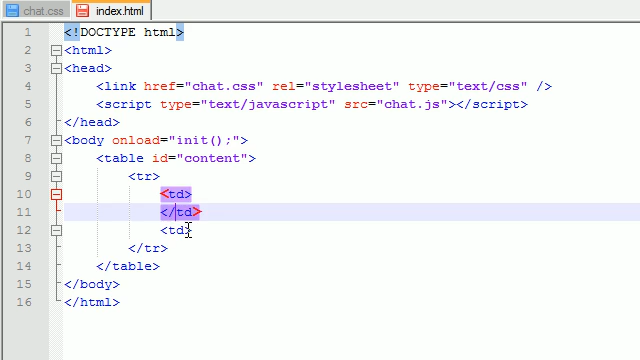 chat.css index.html
1 <!DOCTYPE html>
2 <html>
3 <head>
4 <link href="chat.css" rel="stylesheet" type="text/css" />
5 <script type="text/javascript" src="chat.js"></script>
6 </head>
7 <body onload="init();">
8 <table id="content">
9 <tr>
10 <td>
11 </td>
12 <td>
13 </tr>
14 </table>
15 </body>
16 </html>